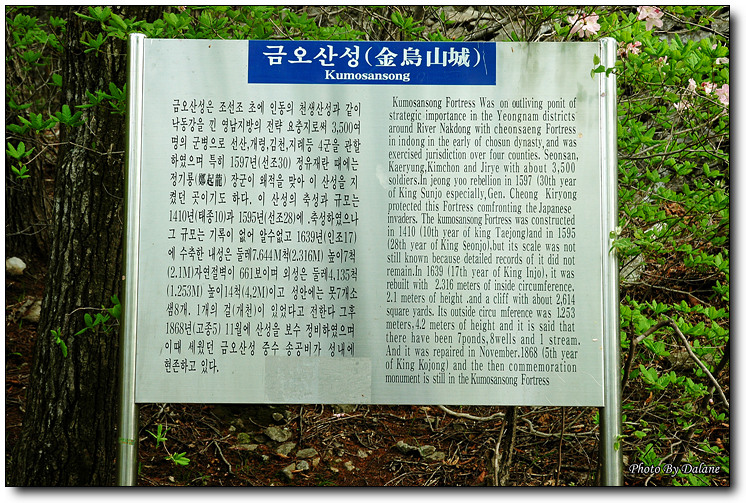 금오산성(金烏山城)
Kumosansong
금오산성은 조선조 초에 인동의 천생산성과 같이
낙동강을 낀 영남지방의 전략 요충지로써 3,500여
명의 군병으로 선산,개령,김천,지례등 4군을 관할
하였으며 특히 1597년(선조30) 정유재란 때에는
정기룡(鄭起龍) 장군이 왜적을 맞아 이 산성을 지
켰던 곳이기도 하다. 이 산성의 축성과 규모는
1410년(태종10)과 1595년(선조28)에 .축성하였으나
그 규모는 기록이 없어 알수없고 1639년(인조17)
에 수축한 내성은 둘레7.644M척(2.316M) 높이7척
(2.1M)자연절벽이 661보이며 외성은 둘레4,135척
(1.253M) 높이14척(4,2M)이고 성안에는 못7개소
샘8개. 1개의 걸(개천)이 있었다고 전한다 그후
1868년(고종5) 11월에 산성을 보수 정비하였으며
이때 세웠던 금오산성 중수 송공비가 성내에
현존하고 있다.
Kumosansong Fortress Was on outliving ponit of
strategic importance in the Yeongnam districts
around River Nakdong with cheonsaeng Fortress
in indong in the early of chosun dynasty,and was
exercised jurisdiction over four counties. Seonsan,
Kaeryung,Kimchon and Jirye with about 3,500
soldiers.In jeong yoo rebellion in 1597 (30th year
of King Sunjo especially,Gen. Cheong Kiryong
protected this Fortress comfronting the Japanese
invaders. The kumosansong Fortress was constructed
in 1410 (10th year of king Taejong)and in 1595
(28th year of King Seonjo),but its scale was not
still known because detailed records of it did not
remain.In 1639 (17th year of King Injo), it was
rebuilt with 2.316 meters of inside circumference.
2.1 meters of height .and a cliff with about 2,614
square yards. Its outside circu mference was 1.253
meters, 4.2 meters of height and it is said that
there have been 7ponds, 8wells and 1 stream.
And it was repaired in November.1868 (5th year
of King Kojong) and the then commemoration
monument is still in the Kumosansong Fortress
Photo By Dalane